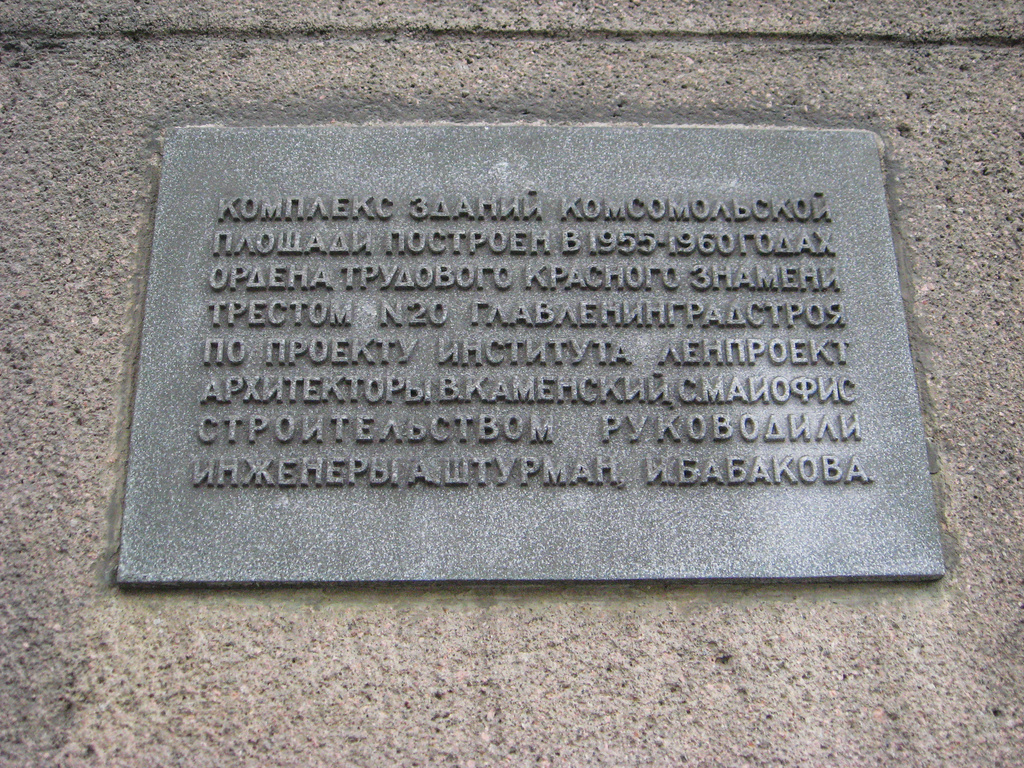 КОМПЛЕКС ЗДАНИЙ КОМСОМОЛЬСКОЙ
ПЛОЩАДИ ПОСТРОЕН В 1955-1960 ГОДАХ
ОРДЕНА ТРУДОВОГО КРАСНОГО ЗНАМЕНИ
ТРЕСТОМ N20 ГЛАВЛЕНИНГРАДСТРОЯ
ПО ПРОЕКТУ ИНСТИТУТА ЛЕНПРОЕКТ
АРХИТЕКТОРЫ В.КАМЕНСКИЙ, С.МАЙОФИС
СТРОИТЕЛЬСТВОМ РУКОВОДИЛИ
ИНЖЕНЕРЫ А.ШТУРМАН, И.БАБАКОВА.